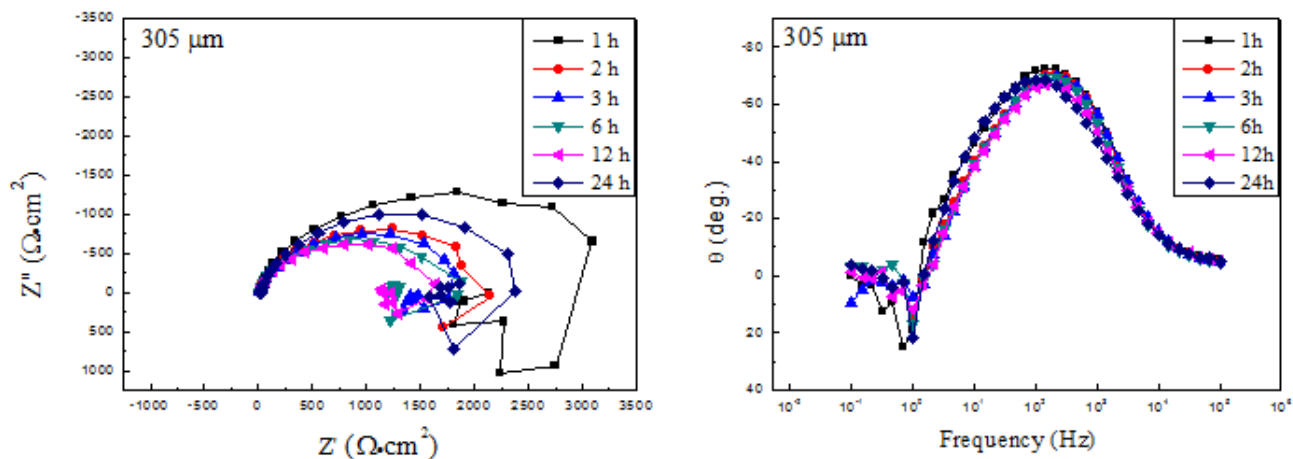 305 μm
1 h
2 h
3 h
6 h
12 h
24 h
-3500
-3000
-2500
-2000
-1500
-1000
-500
0
500
1000
Z'' (Ω•cm²)
-1000 -500 0 500 1000 1500 2000 2500 3000 3500
Z' (Ω•cm²)
305 μm
1h
2h
3h
6h
12h
24h
-80
-60
-40
-20
0
20
40
θ (deg.)
10⁻² 10⁻¹ 10⁰ 10¹ 10² 10³ 10⁴ 10⁵ 10⁶
Frequency (Hz)